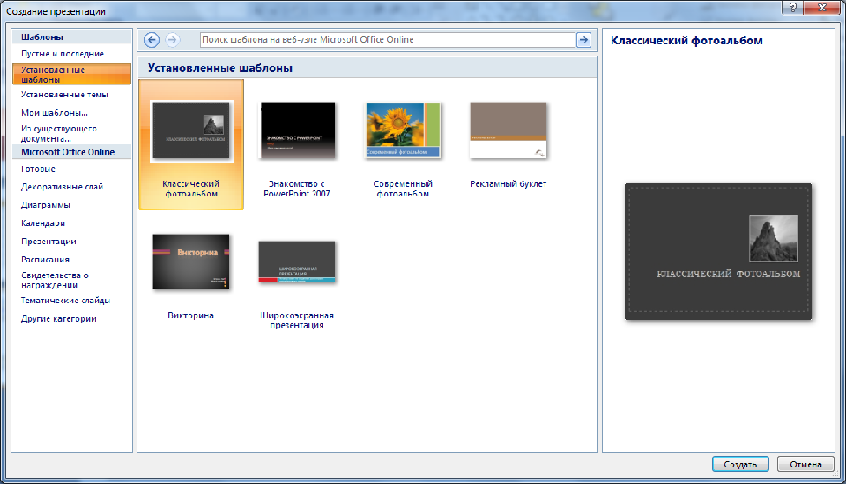 Создание презентации
Шаблоны
Пустые и последние
Установленные
шаблоны
Установленные темы
Мои шаблоны...
Из существующего
документа...
Microsoft Office Online
Готовые
Декоративные слай
Диаграммы
Календари
Презентации
Расписания
Свидетельства о
награждении
Тематические слайды
Другие категории
Поиск шаблона на веб-узле Microsoft Office Online
Установленные шаблоны
КЛАССИЧЕСКИЙ ФОТОАЛЬБОМ
Классический
фотоальбом
ЗНАКОМСТВО С POWERPOINT
Знакомство с
PowerPoint 2007
Современный фотоальбом
Современный
фотоальбом
Рекламный буклет
Викторина
Викторина
ШИРОКОЭКРАННАЯ
ПРЕЗЕНТАЦИЯ
Широкоэкранная
презентация
Классический фотоальбом
КЛАССИЧЕСКИЙ ФОТОАЛЬБОМ
Создать
Отмена